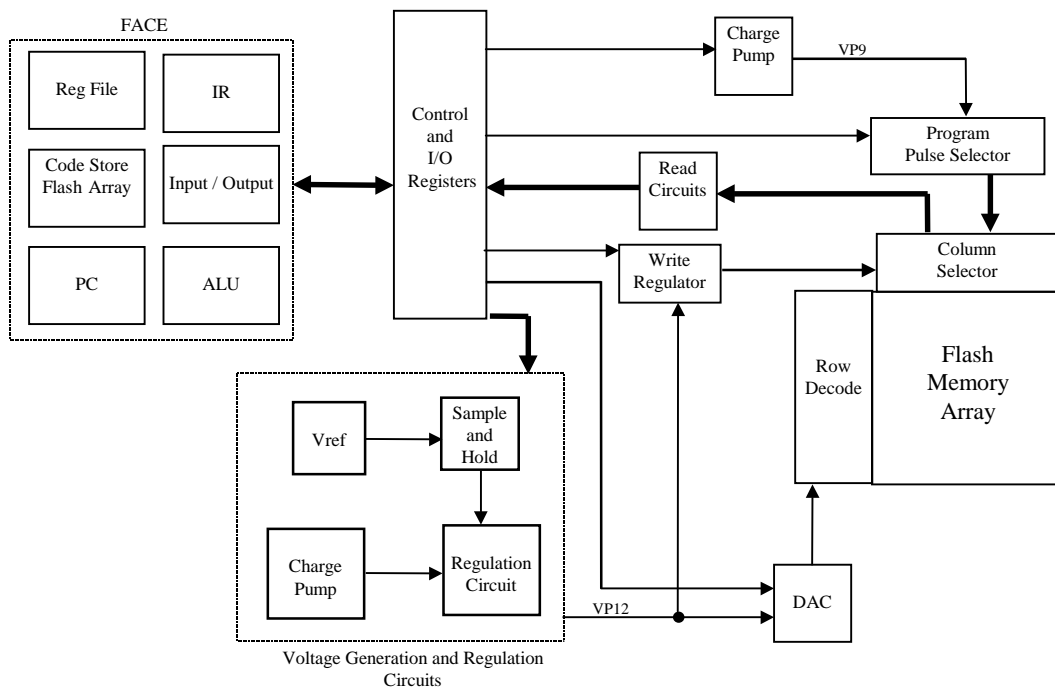 FACE
Reg File
IR
Code Store
Flash Array
Input / Output
PC
ALU
Control
and
I/O
Registers
Charge
Pump
VP9
Program
Pulse Selector
Read
Circuits
Write
Regulator
Column
Selector
Row
Decode
Flash
Memory
Array
Vref
Sample
and
Hold
Charge
Pump
Regulation
Circuit
VP12
DAC
Voltage Generation and Regulation
Circuits